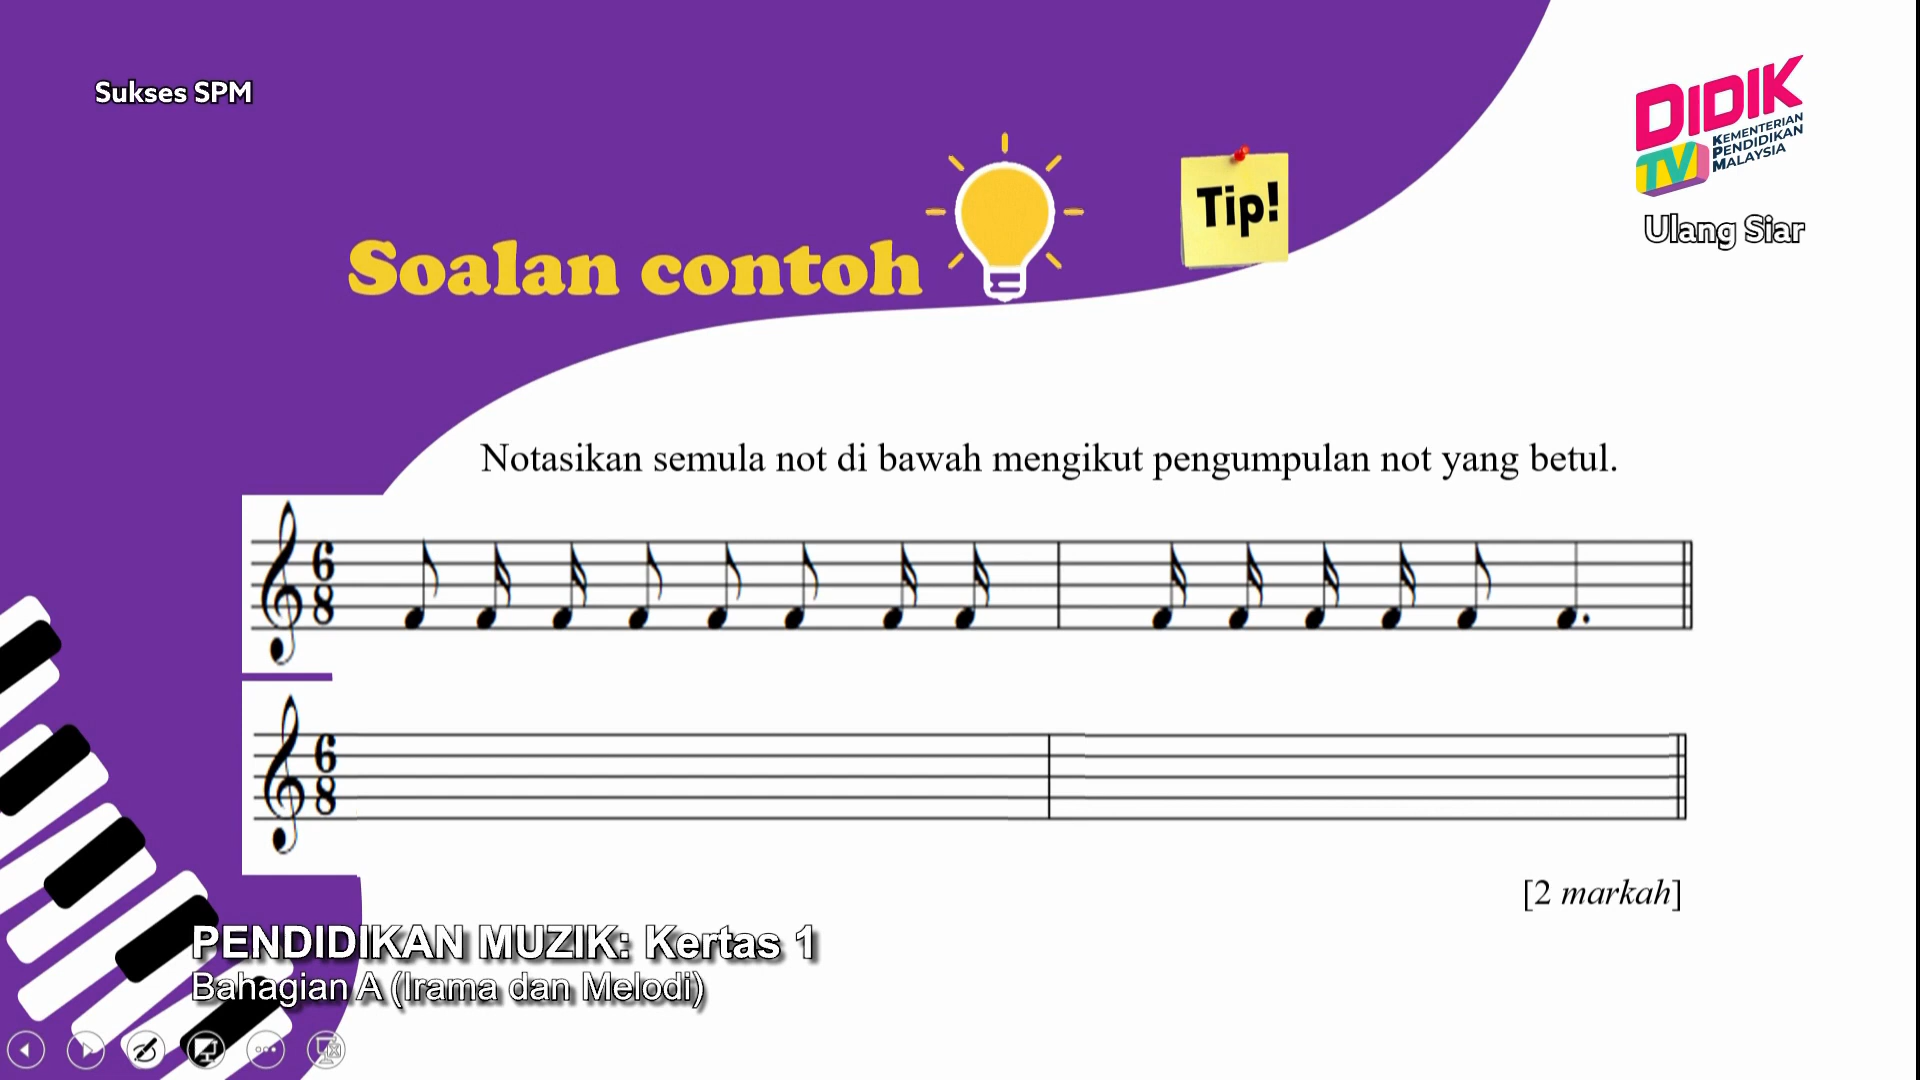 Sukses SPM
DIDIK
TV
KEMENTERIAN
PENDIDIKAN
MALAYSIA
Ulang Siar
Tip!
Soalan contoh
Notasikan semula not di bawah mengikut pengumpulan not yang betul.
6
8
6
8
[2 markah]
PENDIDIKAN MUZIK: Kertas 1
Bahagian A (Irama dan Melodi)